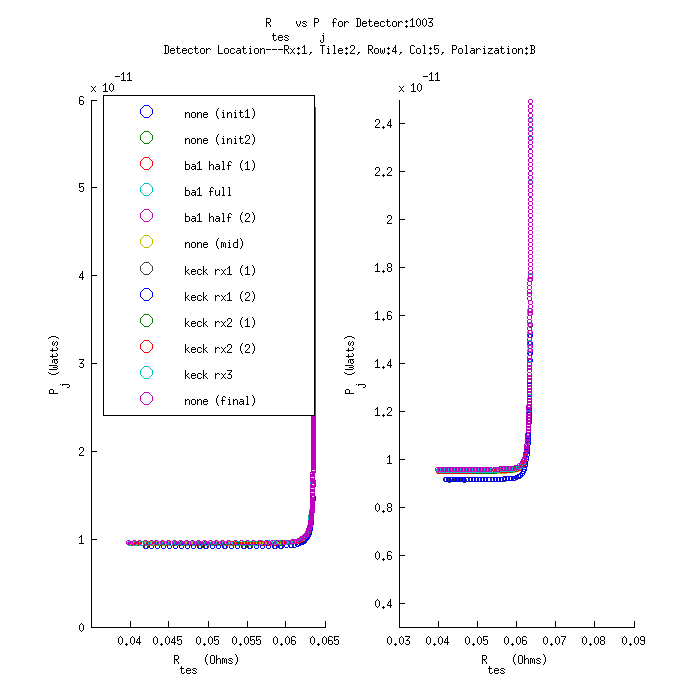 R    vs P  for Detector:1003
tes     j
Detector Location---Rx:1, Tile:2, Row:4, Col:5, Polarization:B
x 10-11
6
5
4
3
2
1
0
P j (Watts)
none (init1)
none (init2)
ba1 half (1)
ba1 full
ba1 half (2)
none (mid)
keck rx1 (1)
keck rx1 (2)
keck rx2 (1)
keck rx2 (2)
keck rx3
none (final)
0.04 0.045 0.05 0.055 0.06 0.065
R    (Ohms)
tes
x 10-11
2.4
2.2
2
1.8
1.6
1.4
1.2
1
0.8
0.6
0.4
P j (Watts)
0.03 0.04 0.05 0.06 0.07 0.08 0.09
R    (Ohms)
tes